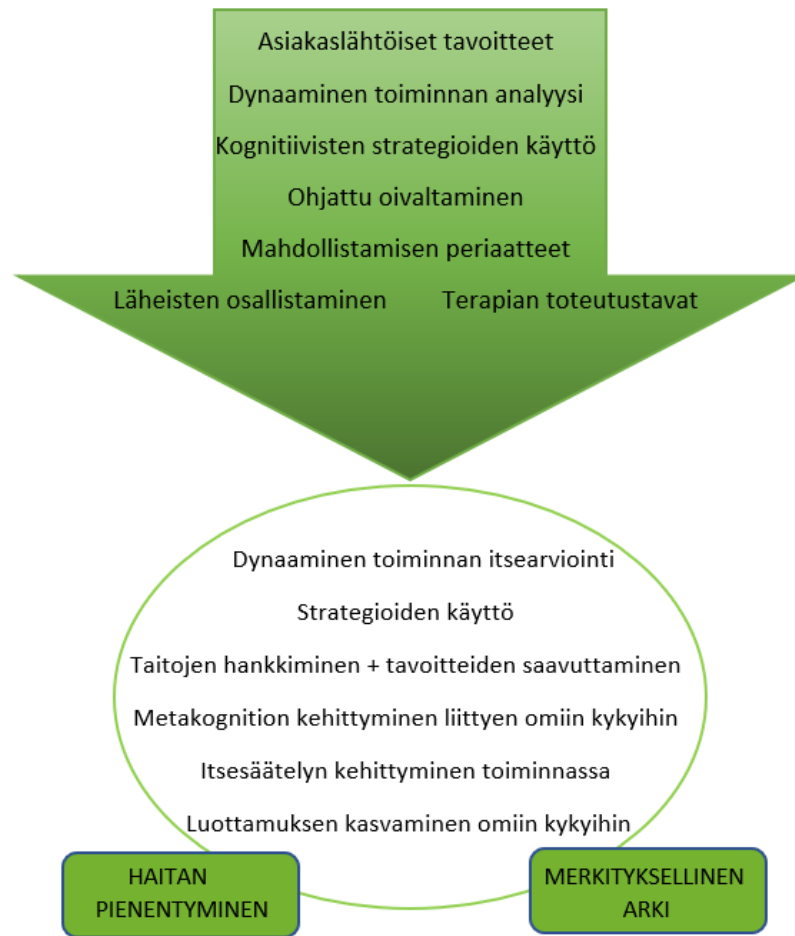 Asiakaslähtöiset tavoitteet
Dynaaminen toiminnan analyysi
Kognitiivisten strategioiden käyttö
Ohjattu oivaltaminen
Mahdollistamisen periaatteet
Läheisten osallistaminen
Terapian toteutustavat
Dynaaminen toiminnan itsearviointi
Strategioiden käyttö
Taitojen hankkiminen + tavoitteiden saavuttaminen
Metakognition kehittyminen liittyen omiin kykyihin
Itsesäätelyn kehittyminen toiminnassa
Luottamuksen kasvaminen omiin kykyihin
HAITAN
PIENENTYMINEN
MERKITYKSELLINEN
ARKI